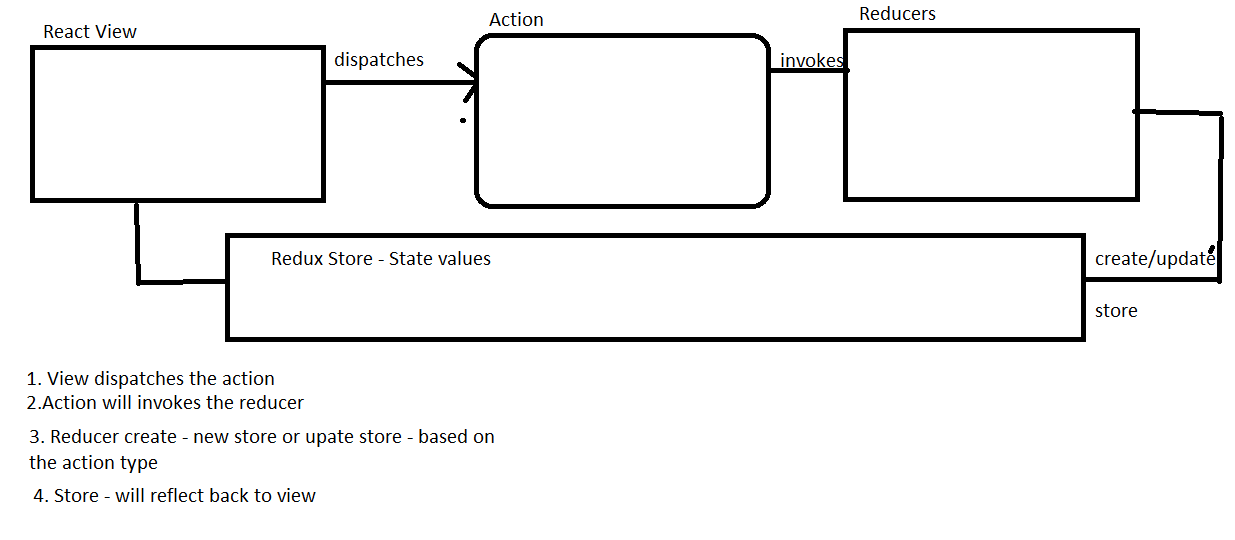 React View
Action
Reducers
dispatches
invokes
Redux Store - State values
create/update
store
1. View dispatches the action
2.Action will invokes the reducer
3. Reducer create - new store or upate store - based on
the action type
4. Store - will reflect back to view